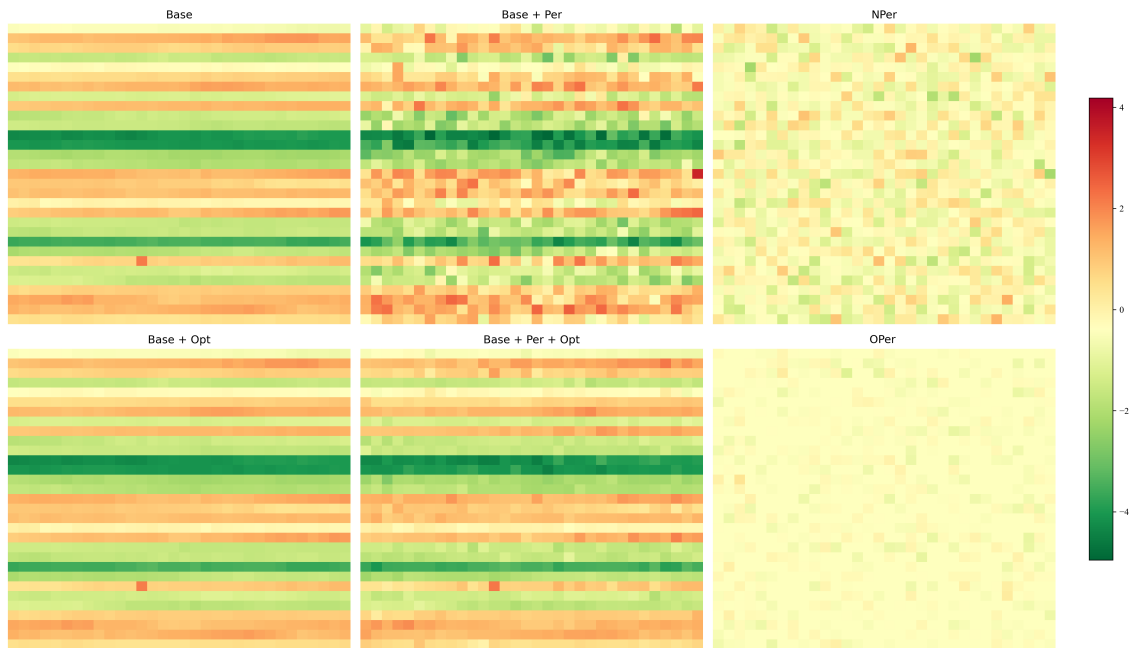 Base
Base + Per
NPer
Base + Opt
Base + Per + Opt
OPer
4
2
0
−2
−4